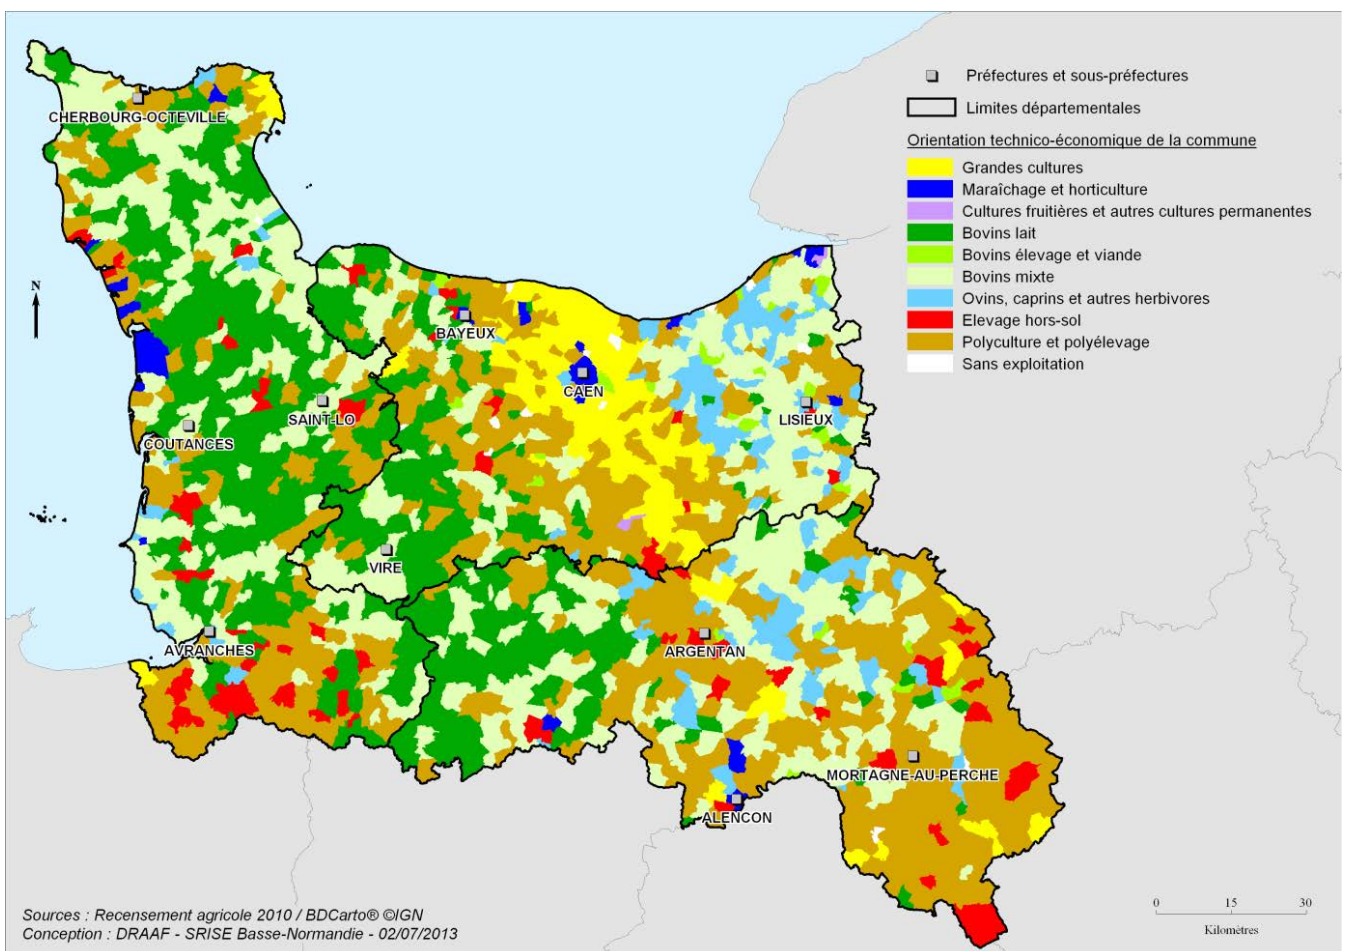 Préfectures et sous-préfectures
Limites départementales
Orientation technico-économique de la commune
Grandes cultures
Maraîchage et horticulture
Cultures fruitières et autres cultures permanentes
Bovins lait
Bovins élevage et viande
Bovins mixte
Ovins, caprins et autres herbivores
Elevage hors-sol
Polyculture et polyélevage
Sans exploitation
CHERBOURG-OCTEVILLE
N
BAYEUX
CAEN
LISIEUX
SAINT-LO
COUTANCES
VIRE
AVRANCHES
ARGENTAN
MORTAGNE-AU-PERCHE
ALENCON
Sources : Recensement agricole 2010 / BDCarto® ©IGN
Conception : DRAAF - SRISE Basse-Normandie - 02/07/2013
0 15 30
Kilomètres